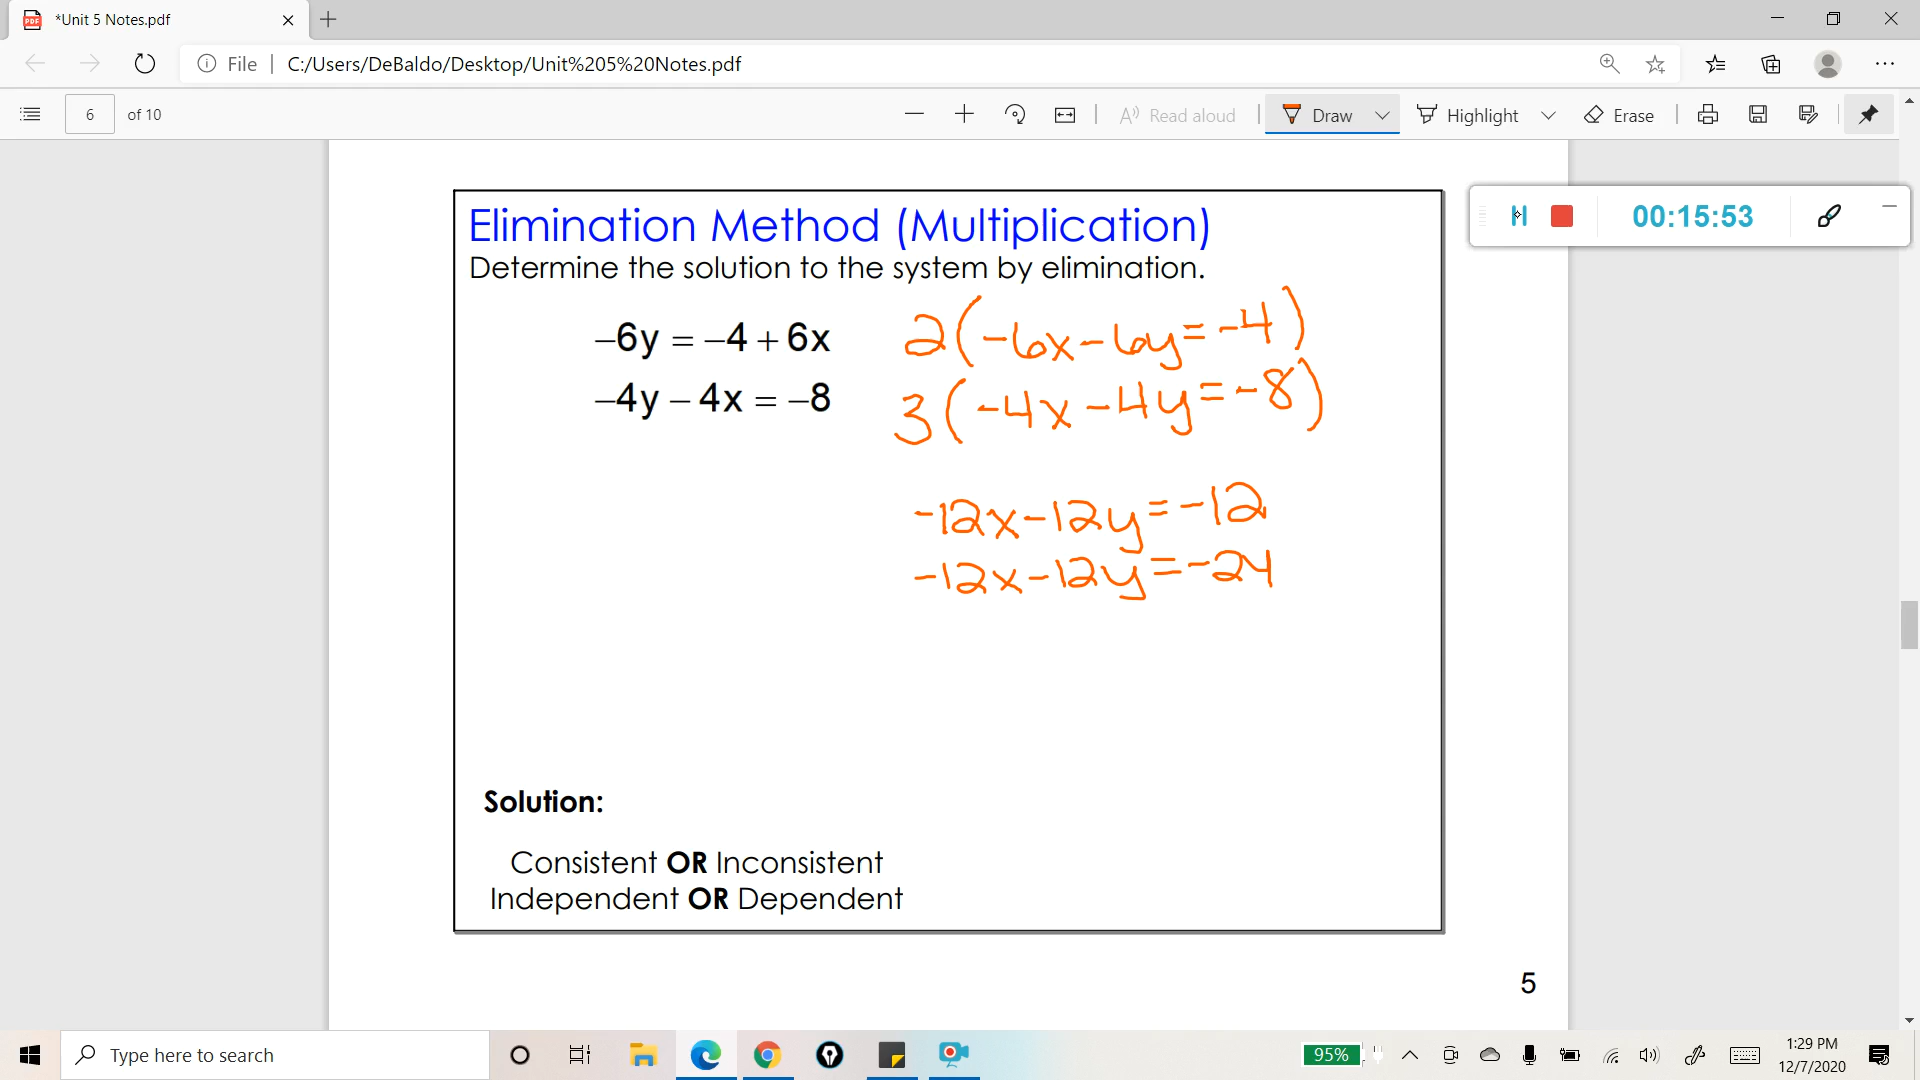 *Unit 5 Notes.pdf
File | C:/Users/DeBaldo/Desktop/Unit%205%20Notes.pdf
6 of 10
Read aloud
Draw
Highlight
Erase
00:15:53
Elimination Method (Multiplication)
Determine the solution to the system by elimination.
–6y = –4 + 6x
–4y – 4x = –8
2(-6x-6y=-4)
3(-4x-4y=-8)
-12x-12y=-12
-12x-12y=-24
Solution:
Consistent OR Inconsistent
Independent OR Dependent
5
Type here to search
95%
1:29 PM
12/7/2020